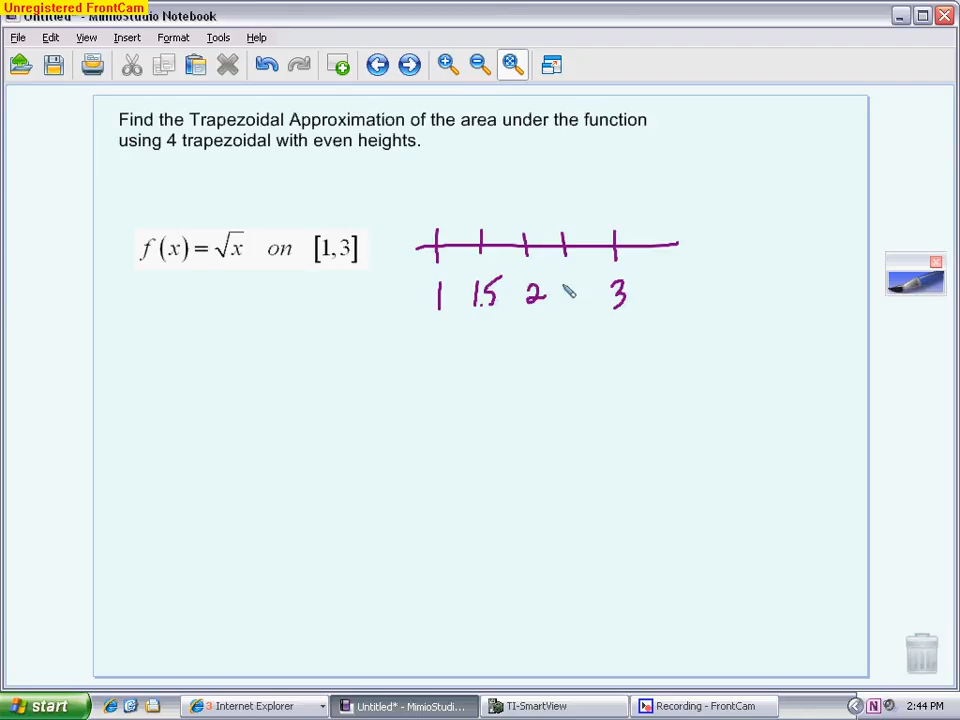 Unregistered FrontCam
Untitled* - MimioStudio Notebook
File Edit View Insert Format Tools Help
Find the Trapezoidal Approximation of the area under the function
using 4 trapezoidal with even heights.
f(x) = √x on [1,3]
1 1.5 2 3
start 3 Internet Explorer Untitled* - MimioStudi... TI-SmartView Recording - FrontCam N 2:44 PM